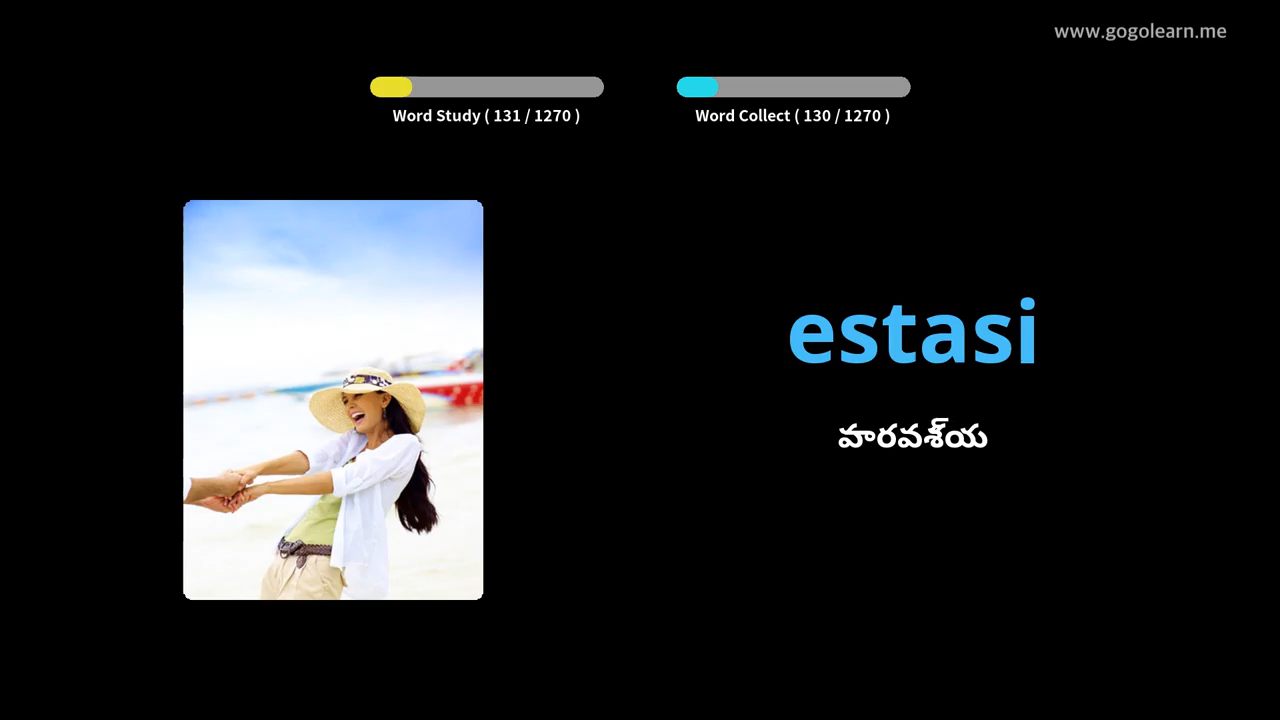 www.gogolearn.me
Word Study ( 131 / 1270 )
Word Collect ( 130 / 1270 )
estasi
పారవశ్య